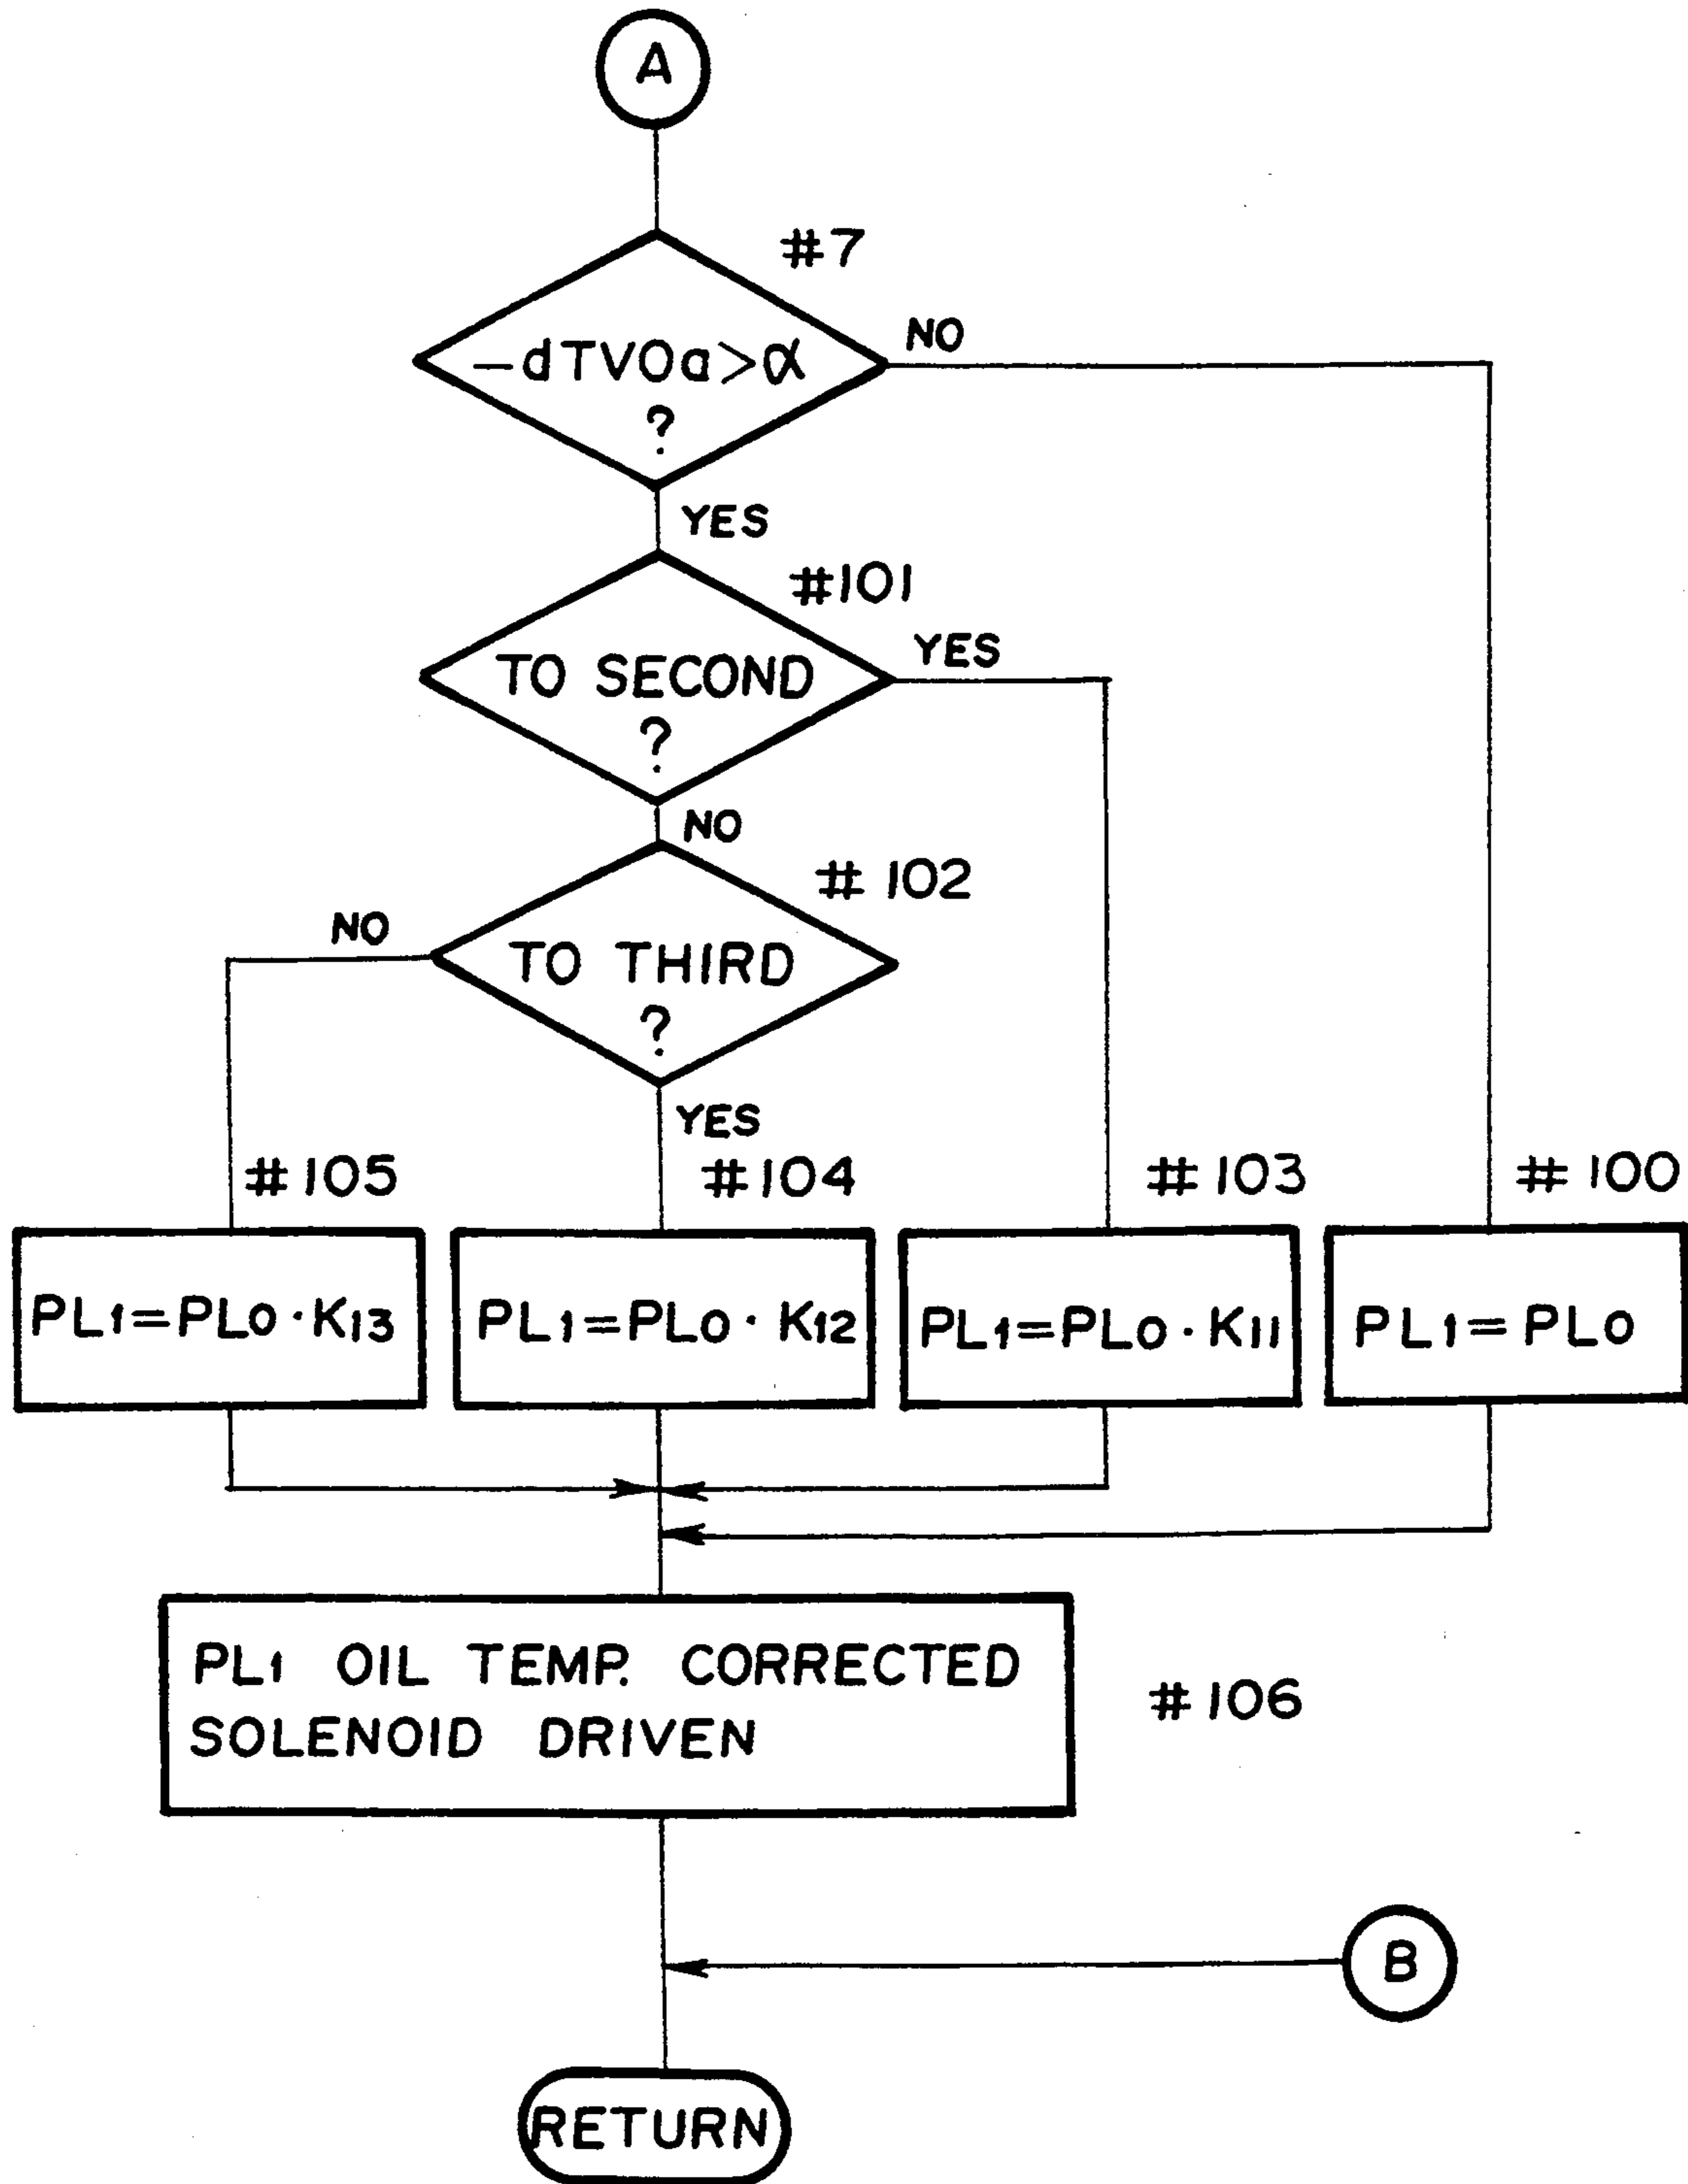 A
#7
-dTVOa>α
?
NO
YES
#101
TO SECOND
?
YES
NO
#102
TO THIRD
?
NO
YES
#105
#104
#103
#100
PL1=PL0·K13
PL1=PL0·K12
PL1=PL0·K11
PL1=PL0
PL1 OIL TEMP. CORRECTED
SOLENOID DRIVEN
#106
B
RETURN